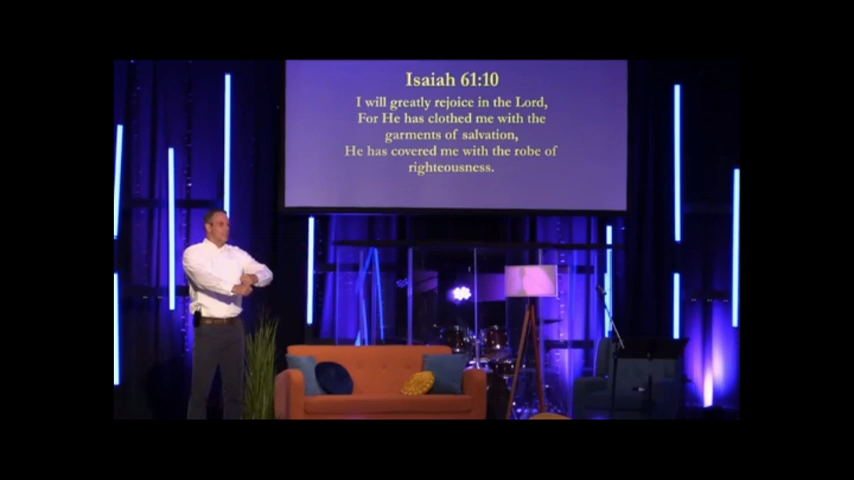 Isaiah 61:10
I will greatly rejoice in the Lord,
For He has clothed me with the
garments of salvation,
He has covered me with the robe of
righteousness.